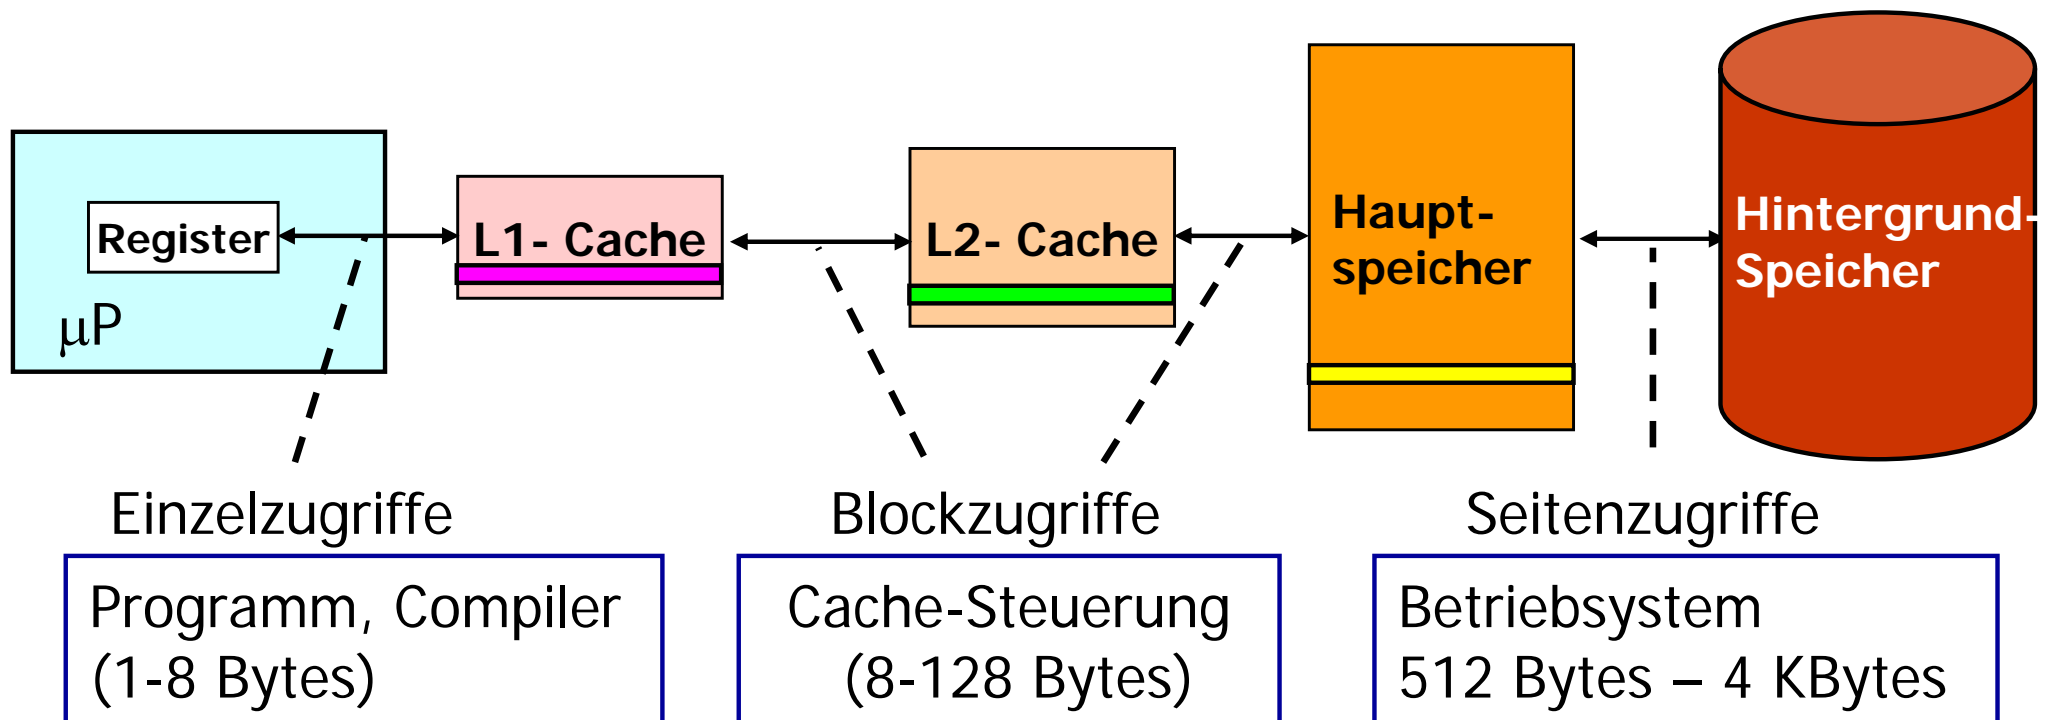 Register
µP
L1- Cache
L2- Cache
Haupt-
speicher
Hintergrund-
Speicher
Einzelzugriffe
Programm, Compiler
(1-8 Bytes)
Blockzugriffe
Cache-Steuerung
(8-128 Bytes)
Seitenzugriffe
Betriebsystem
512 Bytes – 4 KBytes